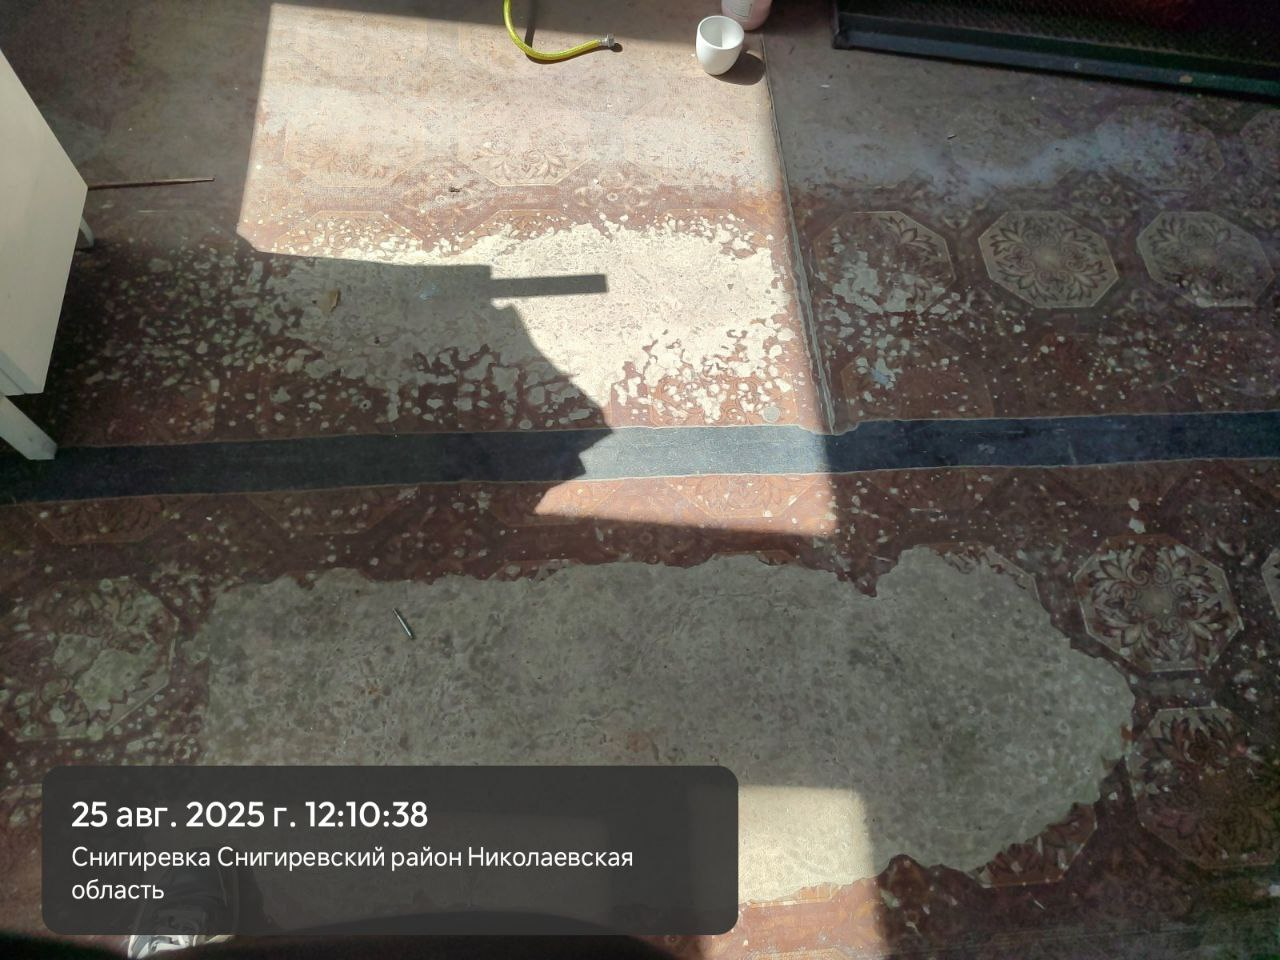 25 авг. 2025 г. 12:10:38
Снигиревка Снигиревский район Николаевская
область